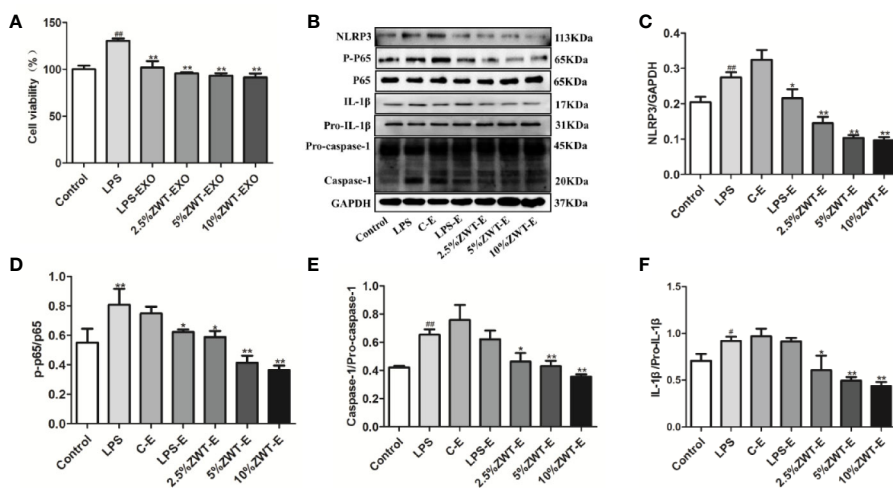 A
Cell viability (%)
150
100
50
0
##
**
**
**
**
Control
LPS
LPS-EXO
2.5%ZWT-EXO
5%ZWT-EXO
10%ZWT-EXO
B
NLRP3 113KDa
P-P65 65KDa
P65 65KDa
IL-1β 17KDa
Pro-IL-1β 31KDa
Pro-caspase-1 45KDa
Caspase-1 20KDa
GAPDH 37KDa
Control
LPS
C-E
LPS-E
2.5%ZWT-E
5%ZWT-E
10%ZWT-E
C
NLRP3/GAPDH
0.4
0.3
0.2
0.1
0.0
##
*
**
**
**
Control
LPS
C-E
LPS-E
2.5%ZWT-E
5%ZWT-E
10%ZWT-E
D
p-p65/p65
1.0
0.8
0.6
0.4
0.2
0.0
**
*
*
**
**
Control
LPS
C-E
LPS-E
2.5%ZWT-E
5%ZWT-E
10%ZWT-E
E
Caspase-1/Pro-caspase-1
1.0
0.8
0.6
0.4
0.2
0.0
##
*
**
**
Control
LPS
C-E
LPS-E
2.5%ZWT-E
5%ZWT-E
10%ZWT-E
F
IL-1β/Pro-IL-1β
1.5
1.0
0.5
0.0
#
*
**
**
Control
LPS
C-E
LPS-E
2.5%ZWT-E
5%ZWT-E
10%ZWT-E